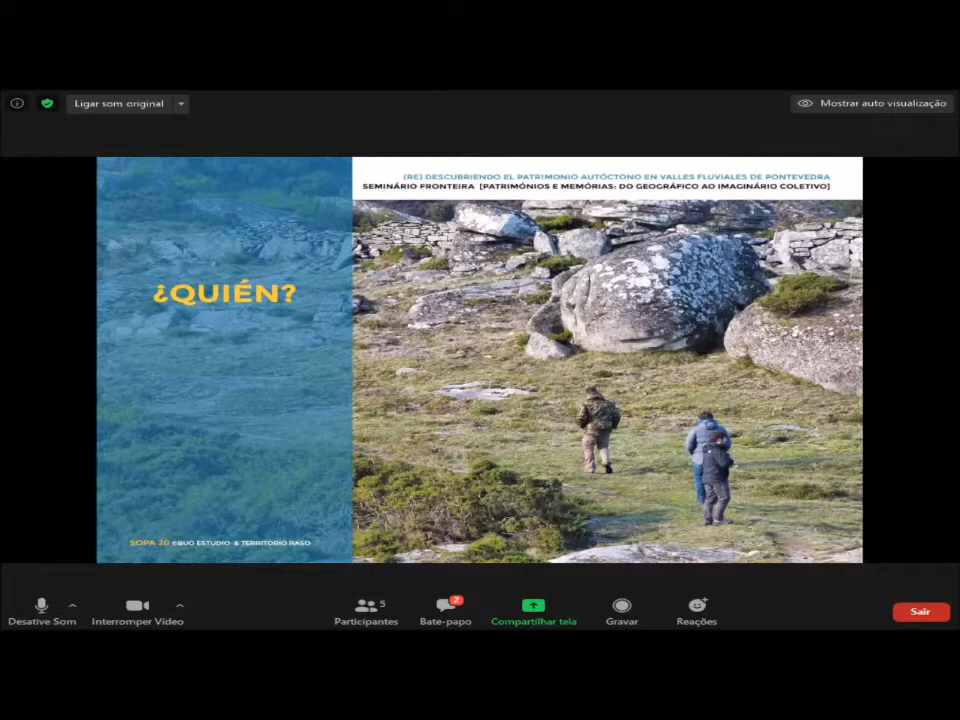 Ligar som original
Mostrar auto visualização
(RE) DESCUBRIENDO EL PATRIMONIO AUTÓCTONO EN VALLES FLUVIALES DE PONTEVEDRA
SEMINÁRIO FRONTEIRA [PATRIMÓNIOS E MEMÓRIAS: DO GEOGRÁFICO AO IMAGINÁRIO COLETIVO]
¿QUIÉN?
SCIPA 20 ©BUO ESTUDIO & TERRITORIO RASO
5
2
Desative Som
Interromper Vídeo
Participantes
Bate-papo
Compartilhar tela
Gravar
Reações
Sair